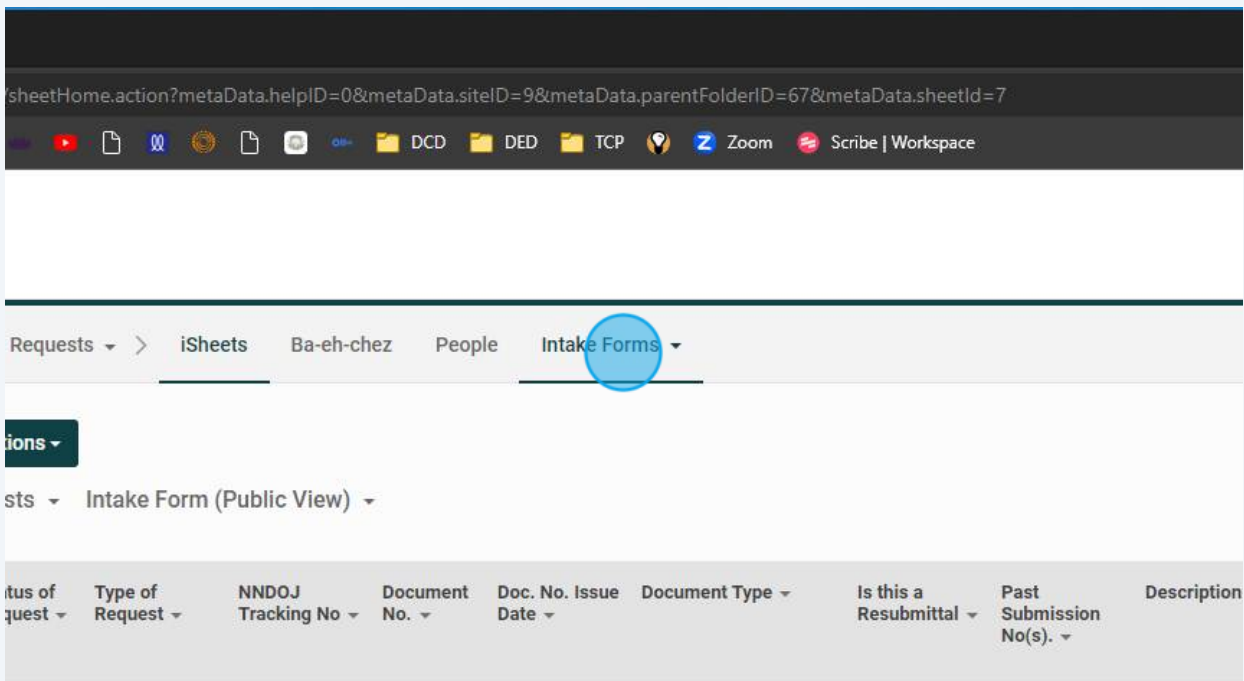 /sheetHome.action?metaData.helpID=0&metaData.siteID=9&metaData.parentFolderID=67&metaData.sheetId=7
DCD DED TCP Zoom Scribe | Workspace
Requests iSheets Ba-eh-chez People Intake Forms
tions
sts Intake Form (Public View)
tus of Type of NNDOJ Document Doc. No. Issue Document Type Is this a Past Description
quest Request Tracking No No. Date Resubmittal Submission
No(s).